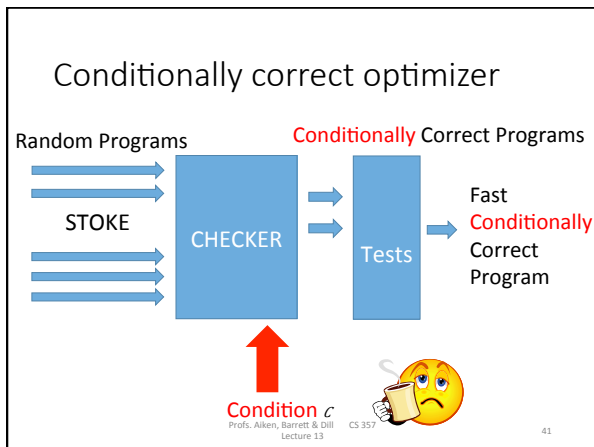 Conditionally correct optimizer
Random Programs
Conditionally Correct Programs
STOKE
CHECKER
Tests
Fast
Conditionally
Correct
Program
Condition c
Profs. Aiken, Barrett & Dill CS 357
Lecture 13
41